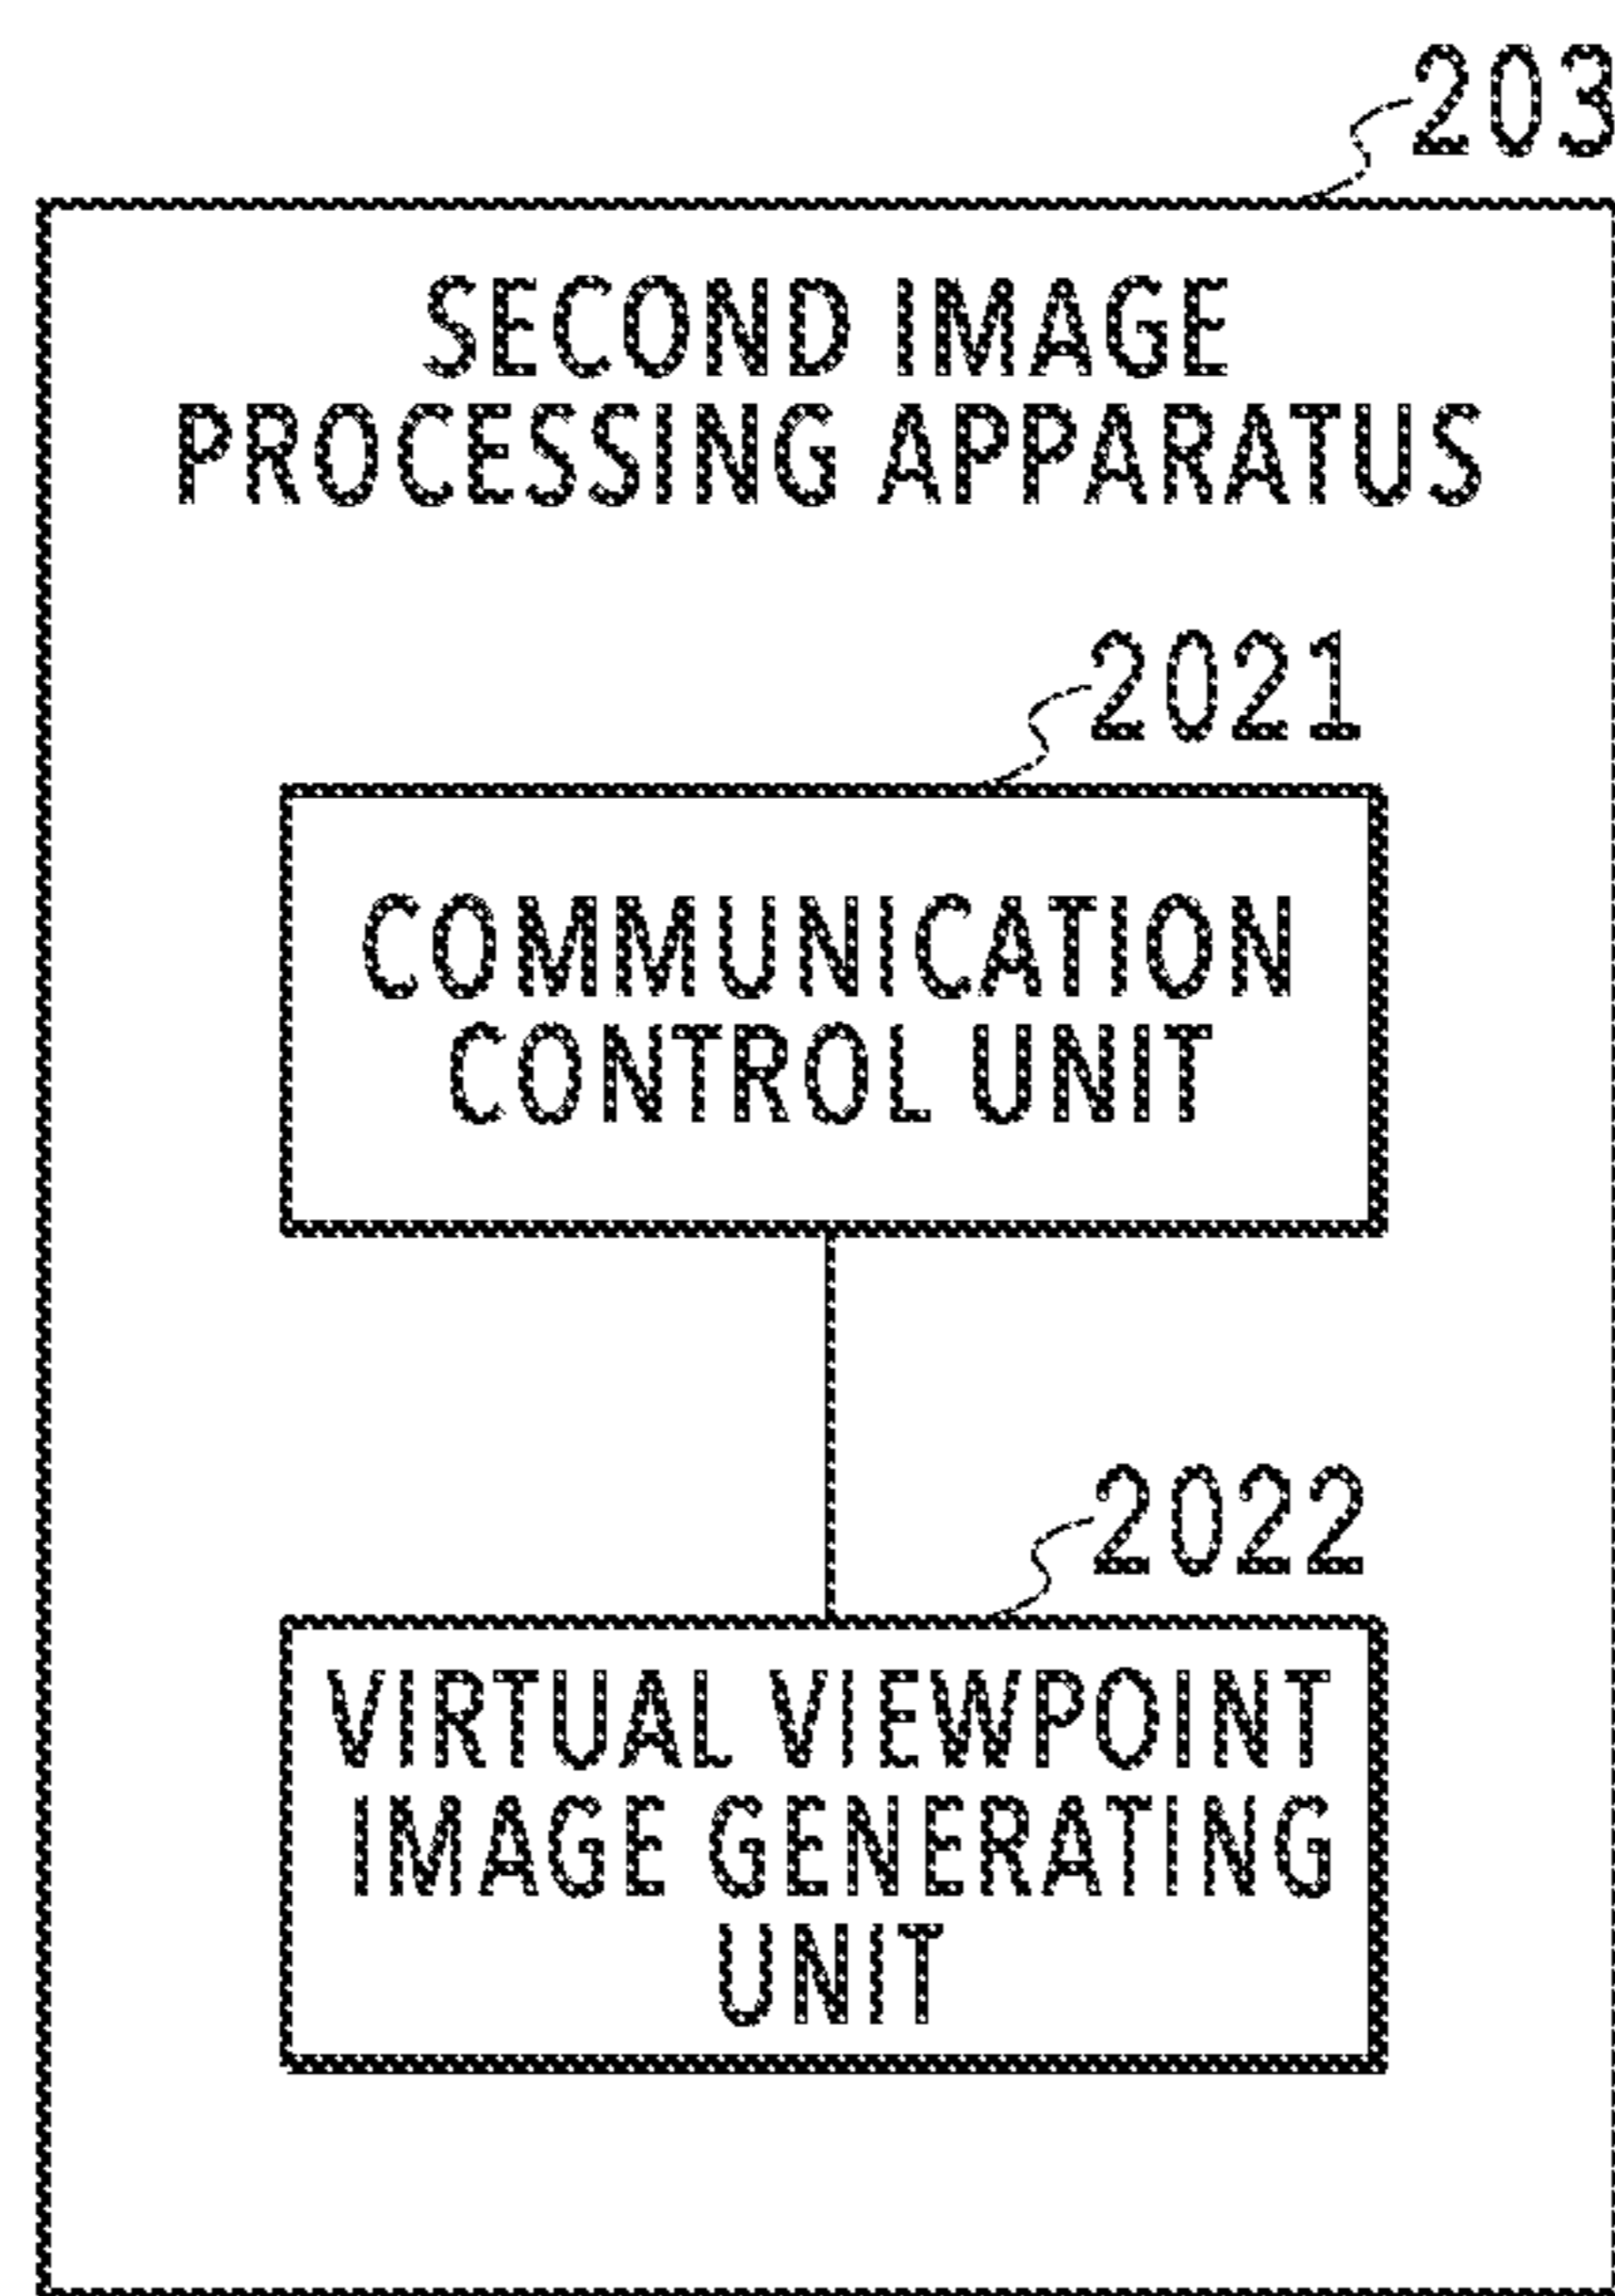 203
SECOND IMAGE
PROCESSING APPARATUS
2021
COMMUNICATION
CONTROL UNIT
2022
VIRTUAL VIEWPOINT
IMAGE GENERATING
UNIT